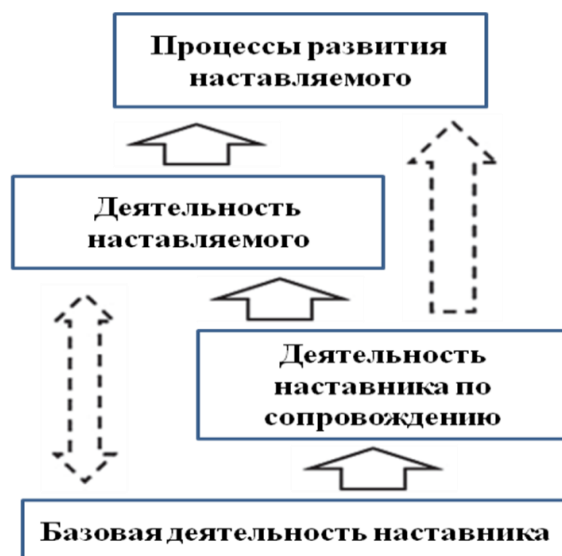 Процессы развития
наставляемого
Деятельность
наставляемого
Деятельность
наставника по
сопровождению
Базовая деятельность наставника